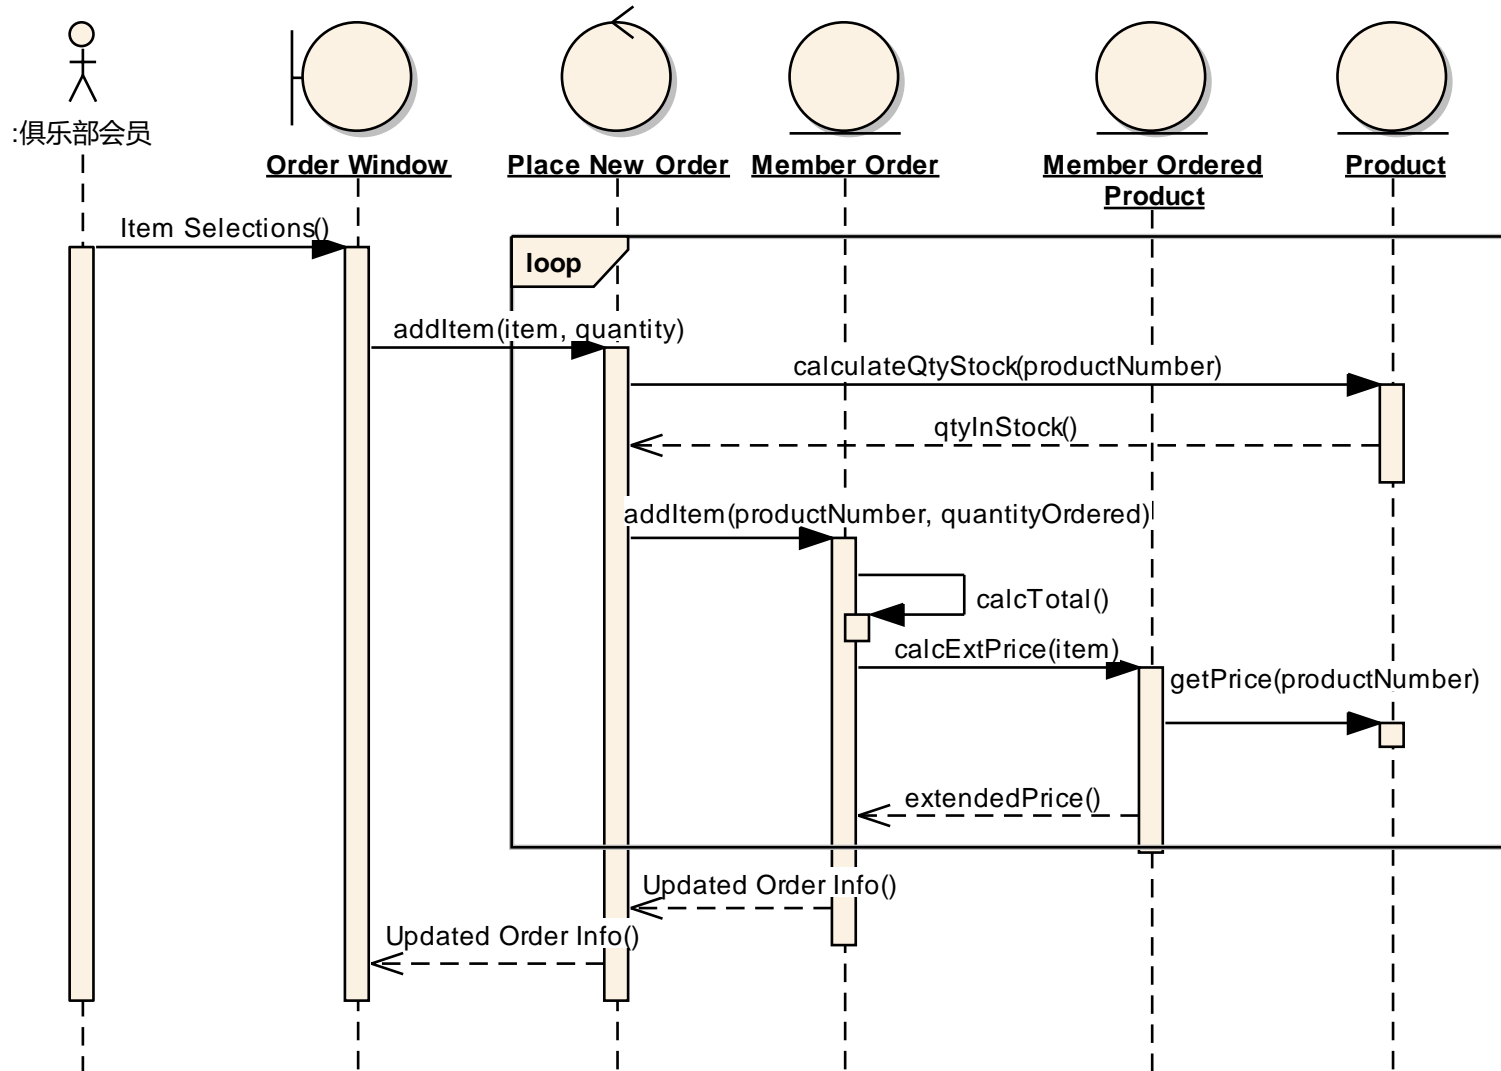 :俱乐部会员
Order Window
Place New Order
Member Order
Member Ordered
Product
Product
Item Selections()
loop
addItem(item, quantity)
calculateQtyStock(productNumber)
qtyInStock()
addItem(productNumber, quantityOrdered)
calcTotal()
calcExtPrice(item)
getPrice(productNumber)
extendedPrice()
Updated Order Info()
Updated Order Info()